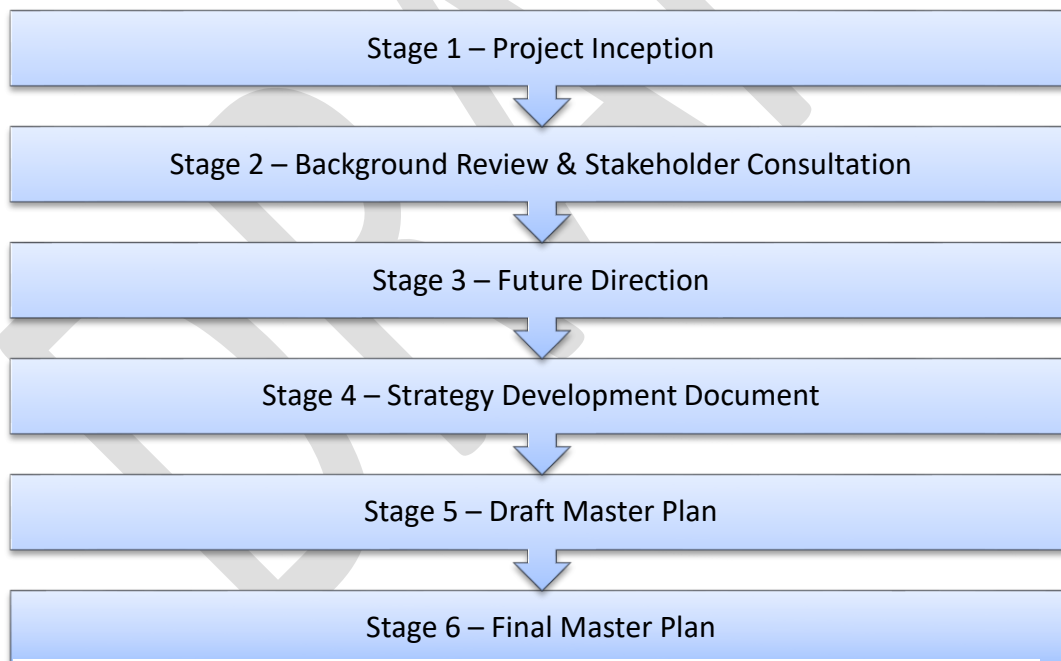 Stage 1 – Project Inception
Stage 2 – Background Review & Stakeholder Consultation
Stage 3 – Future Direction
Stage 4 – Strategy Development Document
Stage 5 – Draft Master Plan
Stage 6 – Final Master Plan